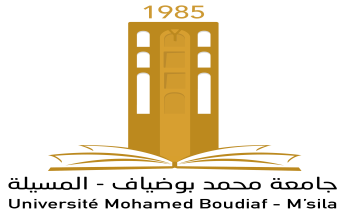 1985
جامعة محمد بوضياف - المسيلة
Université Mohamed Boudiaf - M'sila